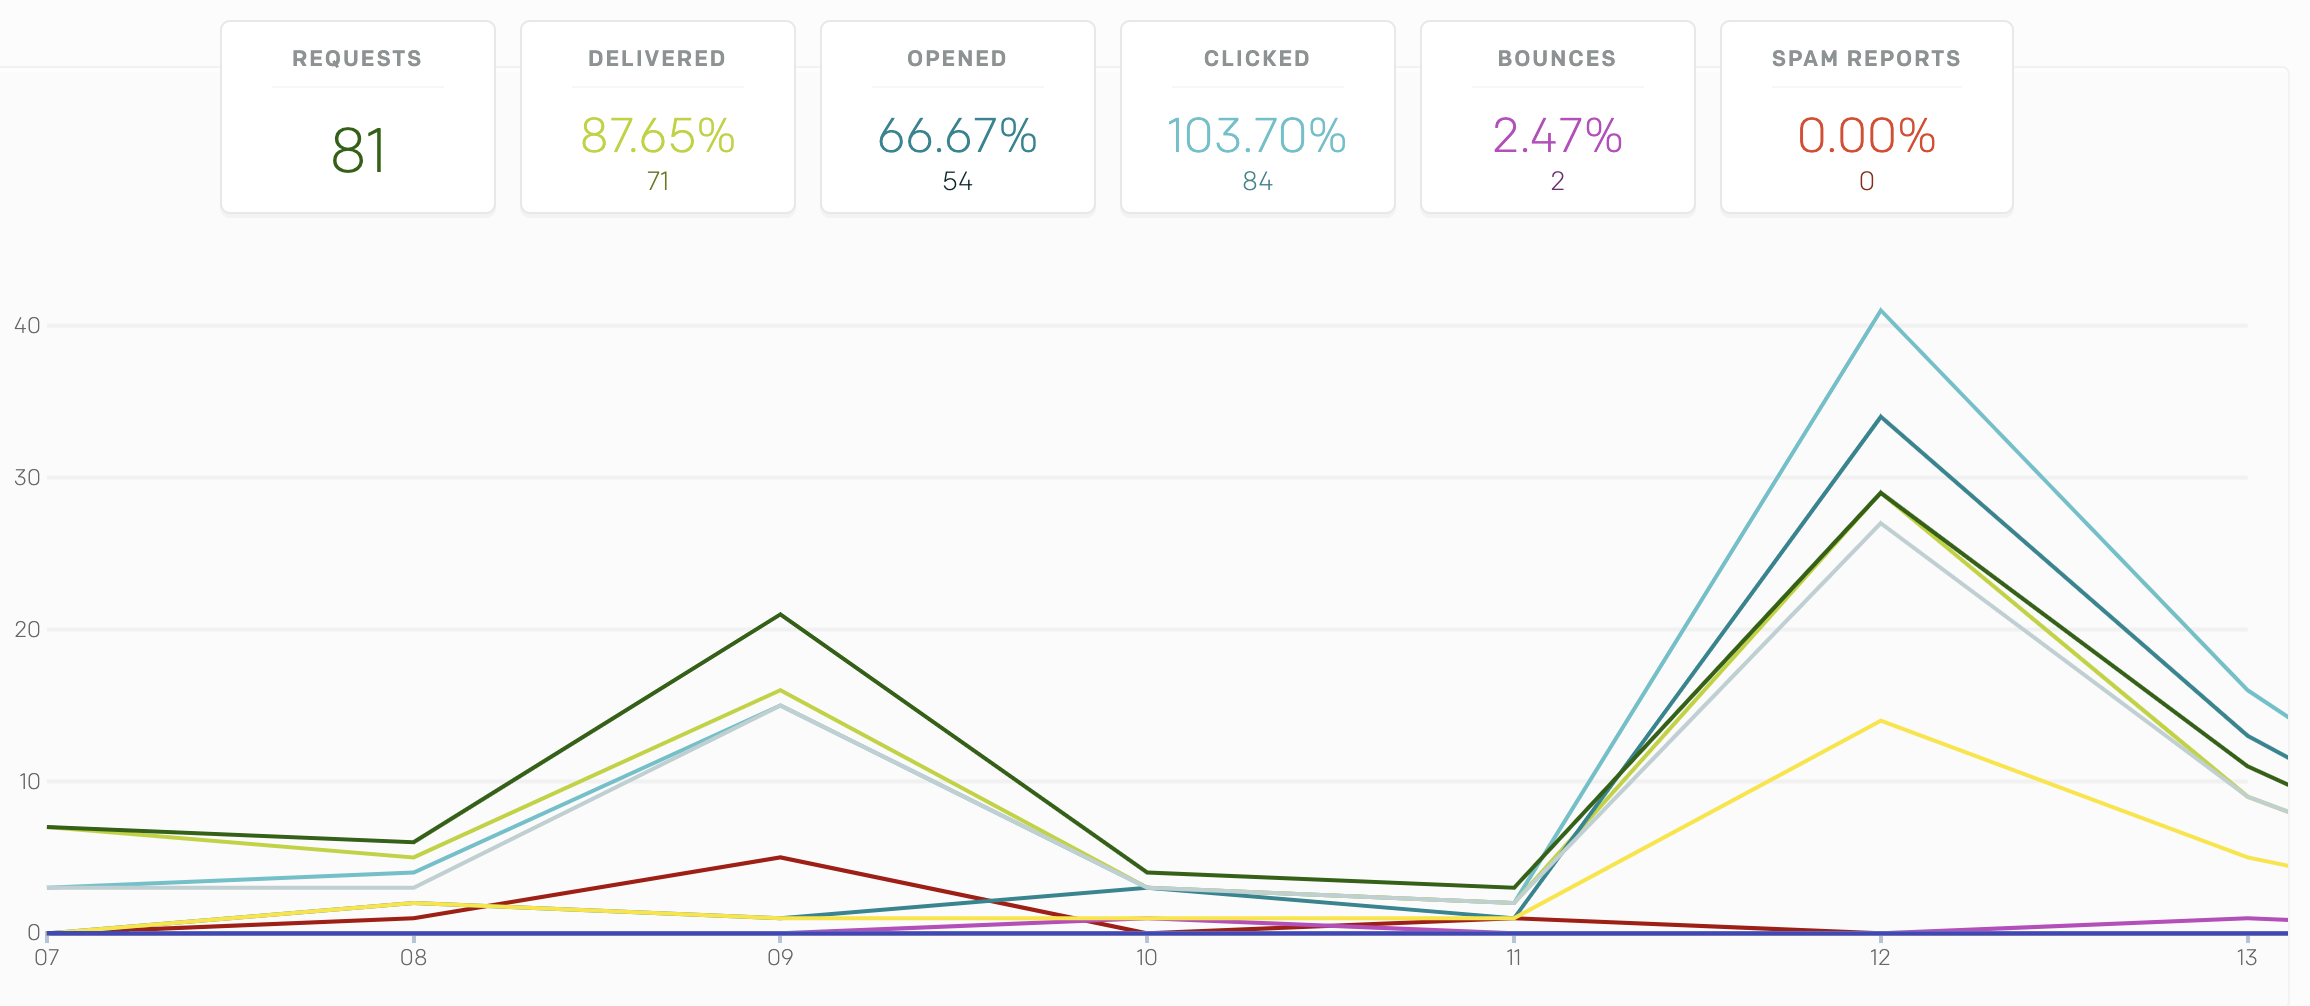 REQUESTS
81
DELIVERED
87.65%
71
OPENED
66.67%
54
CLICKED
103.70%
84
BOUNCES
2.47%
2
SPAM REPORTS
0.00%
0
40
30
20
10
0
07 08 09 10 11 12 13